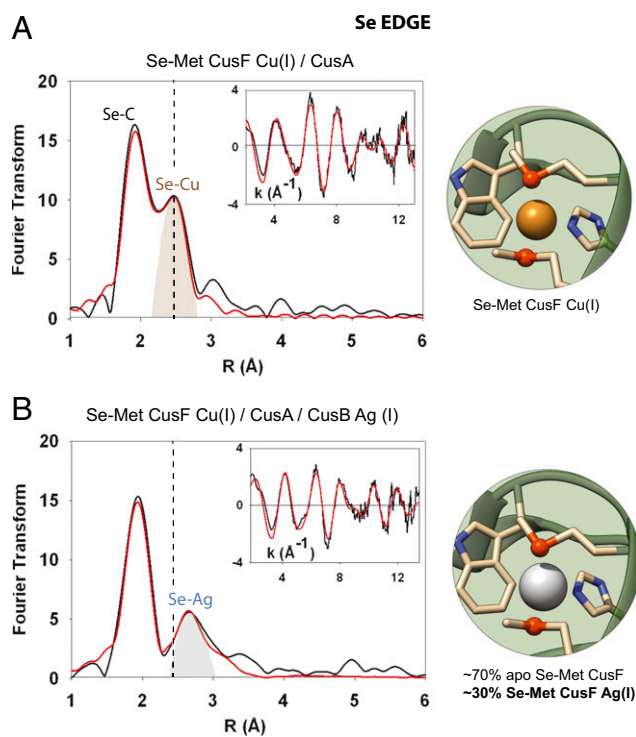 A
Se EDGE
Se-Met CusF Cu(I) / CusA
Fourier Transform
20
15
10
5
0
Se-C
Se-Cu
4
0
-4
k (Å⁻¹)
4
8
12
1
2
3
4
5
6
R (Å)
Se-Met CusF Cu(I)
B
Se-Met CusF Cu(I) / CusA / CusB Ag (I)
Fourier Transform
20
15
10
5
0
Se-Ag
4
0
-4
k (Å⁻¹)
4
8
12
1
2
3
4
5
6
R (Å)
~70% apo Se-Met CusF
~30% Se-Met CusF Ag(I)